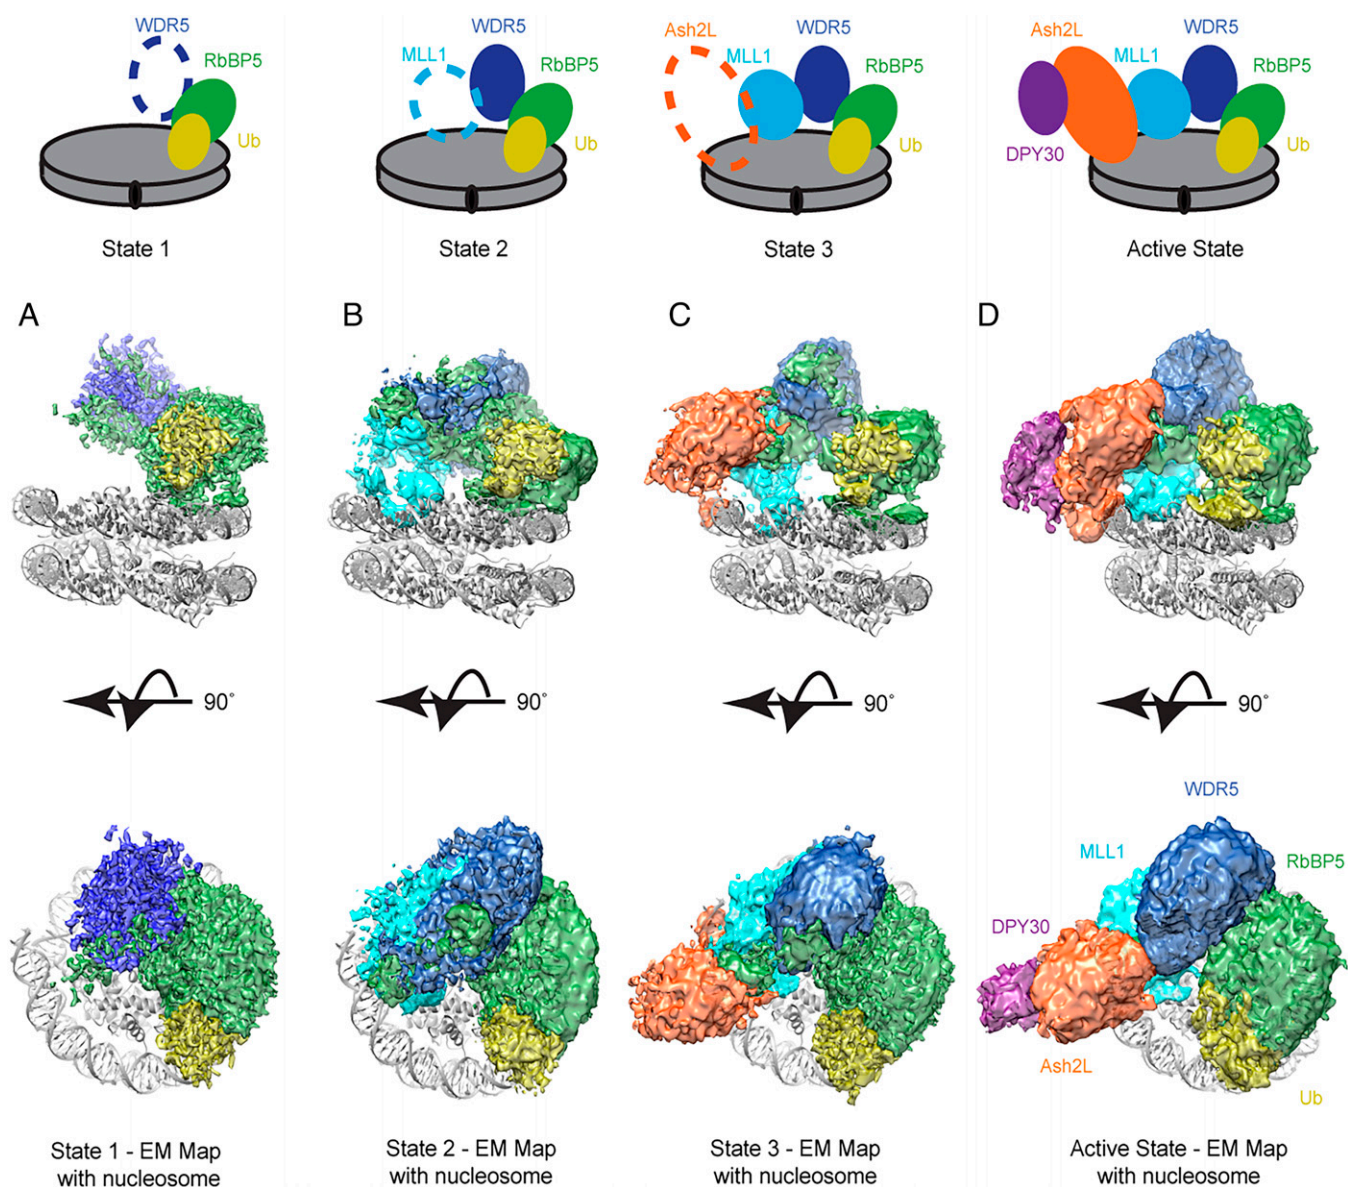 WDR5
RbBP5
Ub
State 1
WDR5
MLL1
RbBP5
Ub
State 2
Ash2L
WDR5
MLL1
RbBP5
Ub
State 3
Ash2L
WDR5
MLL1
RbBP5
DPY30
Ub
Active State
A
B
C
D
90°
90°
90°
90°
WDR5
MLL1
RbBP5
DPY30
Ash2L
Ub
State 1 - EM Map
with nucleosome
State 2 - EM Map
with nucleosome
State 3 - EM Map
with nucleosome
Active State - EM Map
with nucleosome